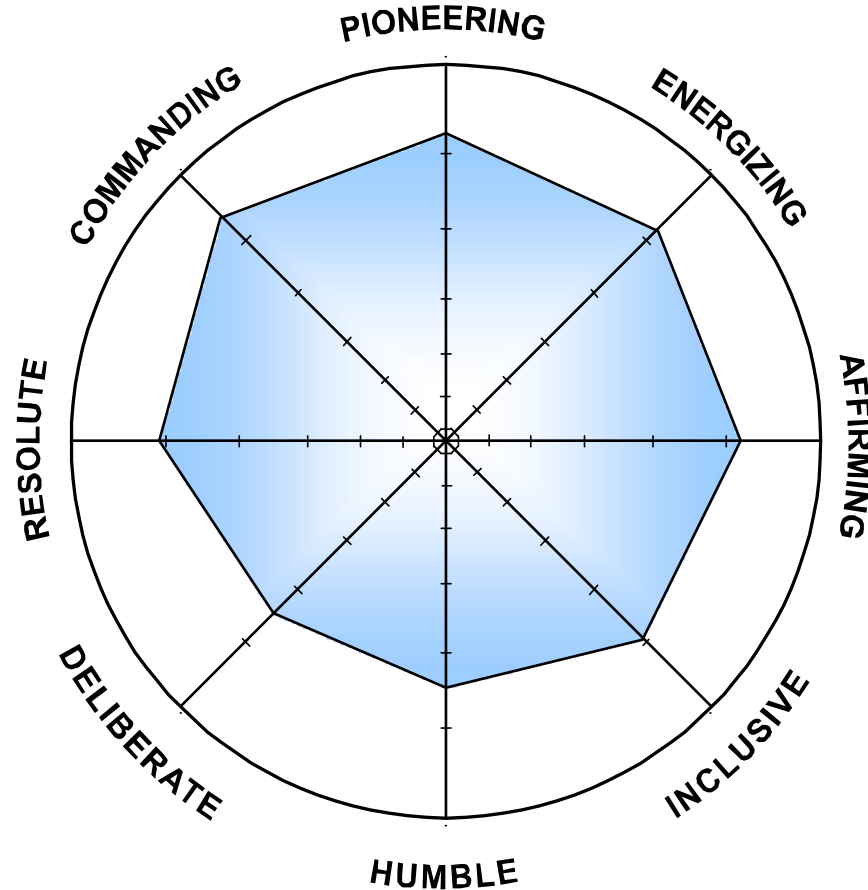 PIONEERING
ENERGIZING
AFFIRMING
INCLUSIVE
HUMBLE
DELIBERATE
RESOLUTE
COMMANDING